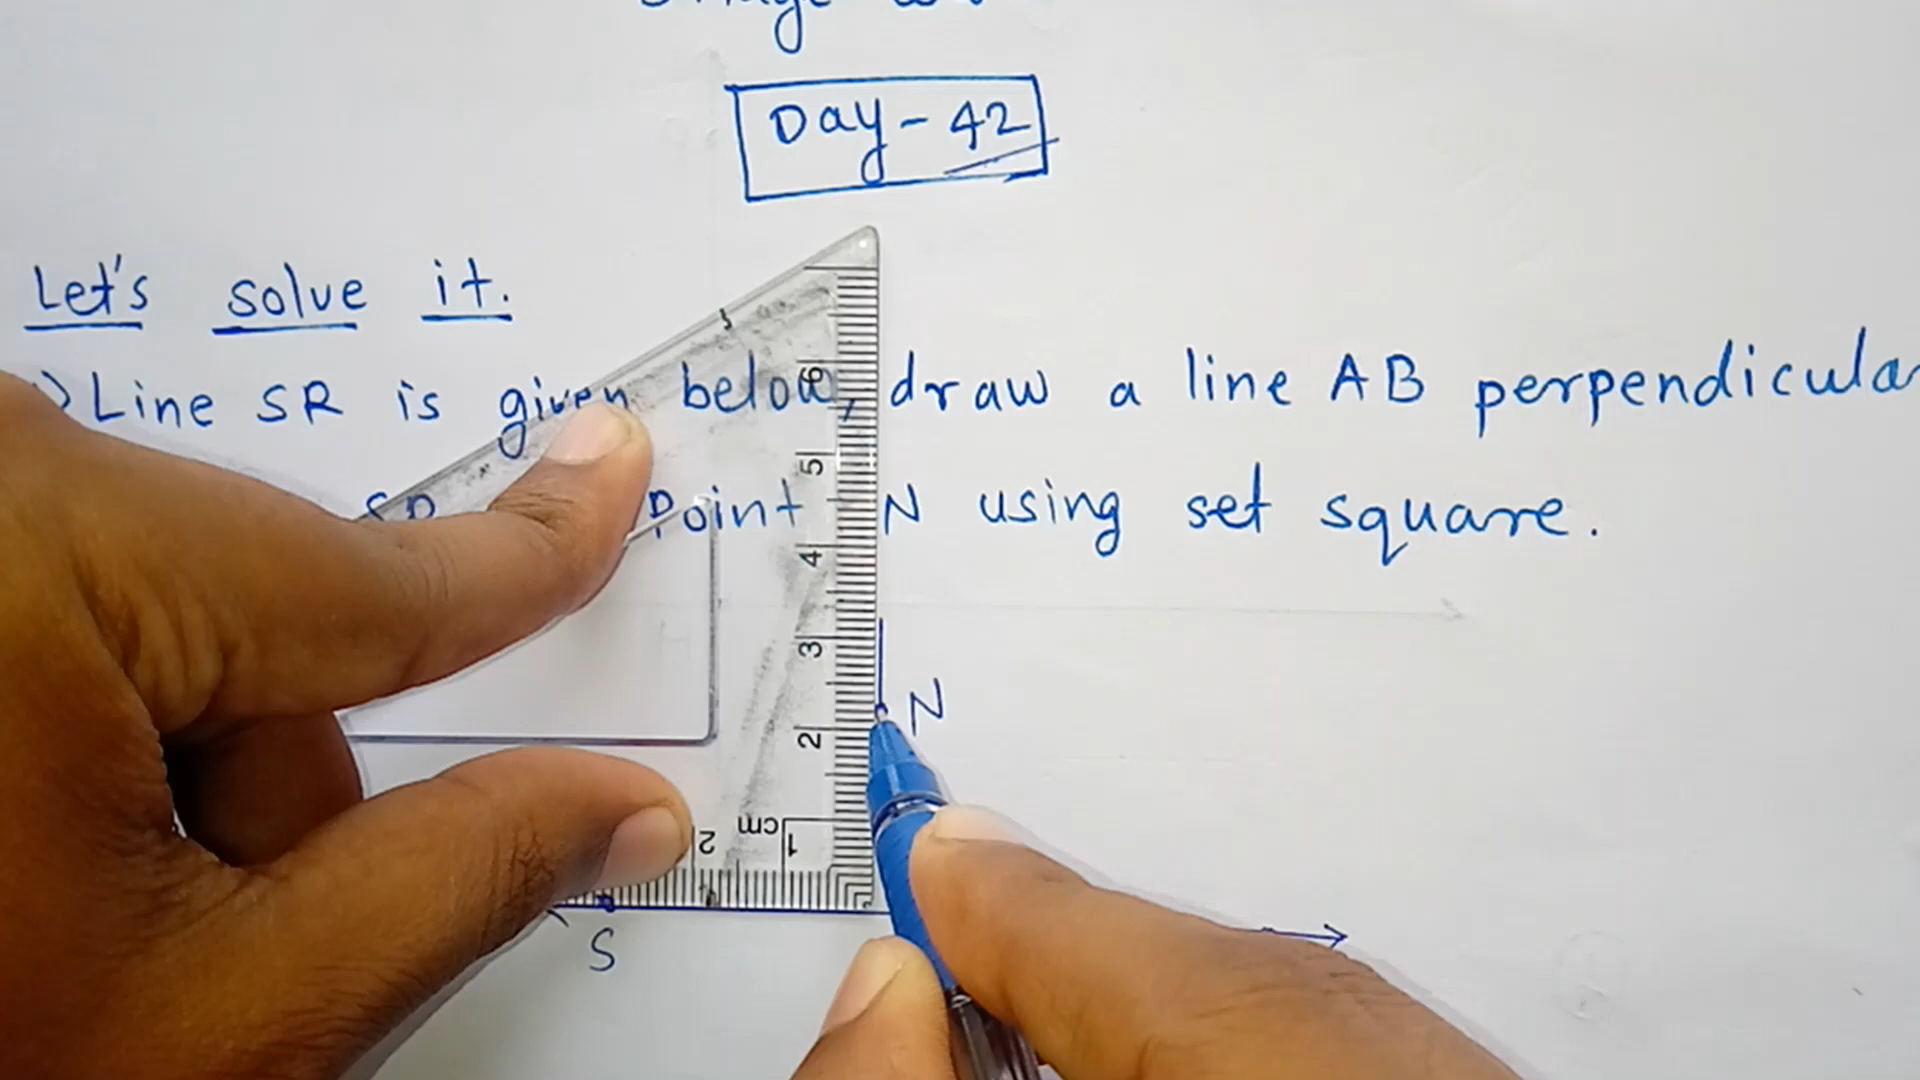 Day - 42
Let's solve it.
) Line SR is given below, draw a line AB perpendicular
SR Point N using set square.
6
5
4
3
N
2
2 cm 1
S